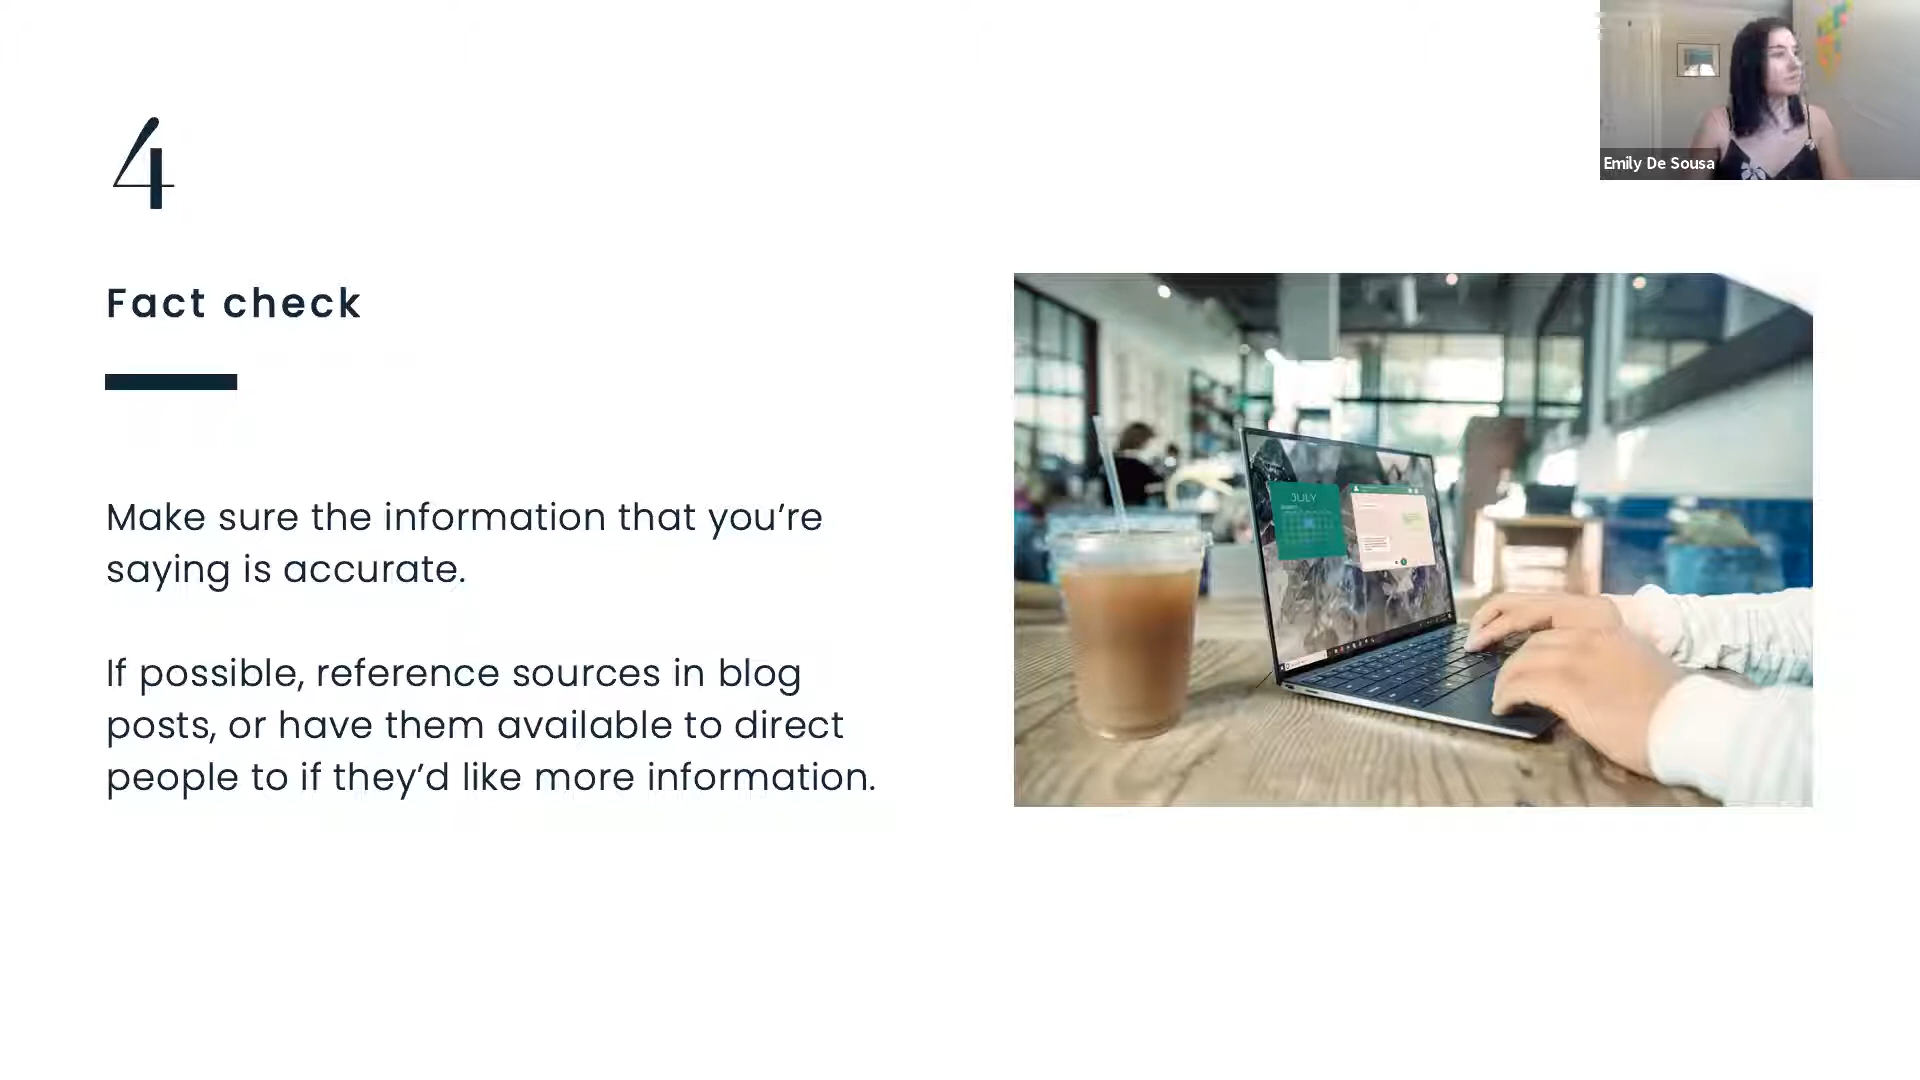 Emily De Sousa
4
Fact check
Make sure the information that you’re
saying is accurate.
If possible, reference sources in blog
posts, or have them available to direct
people to if they’d like more information.
JULY